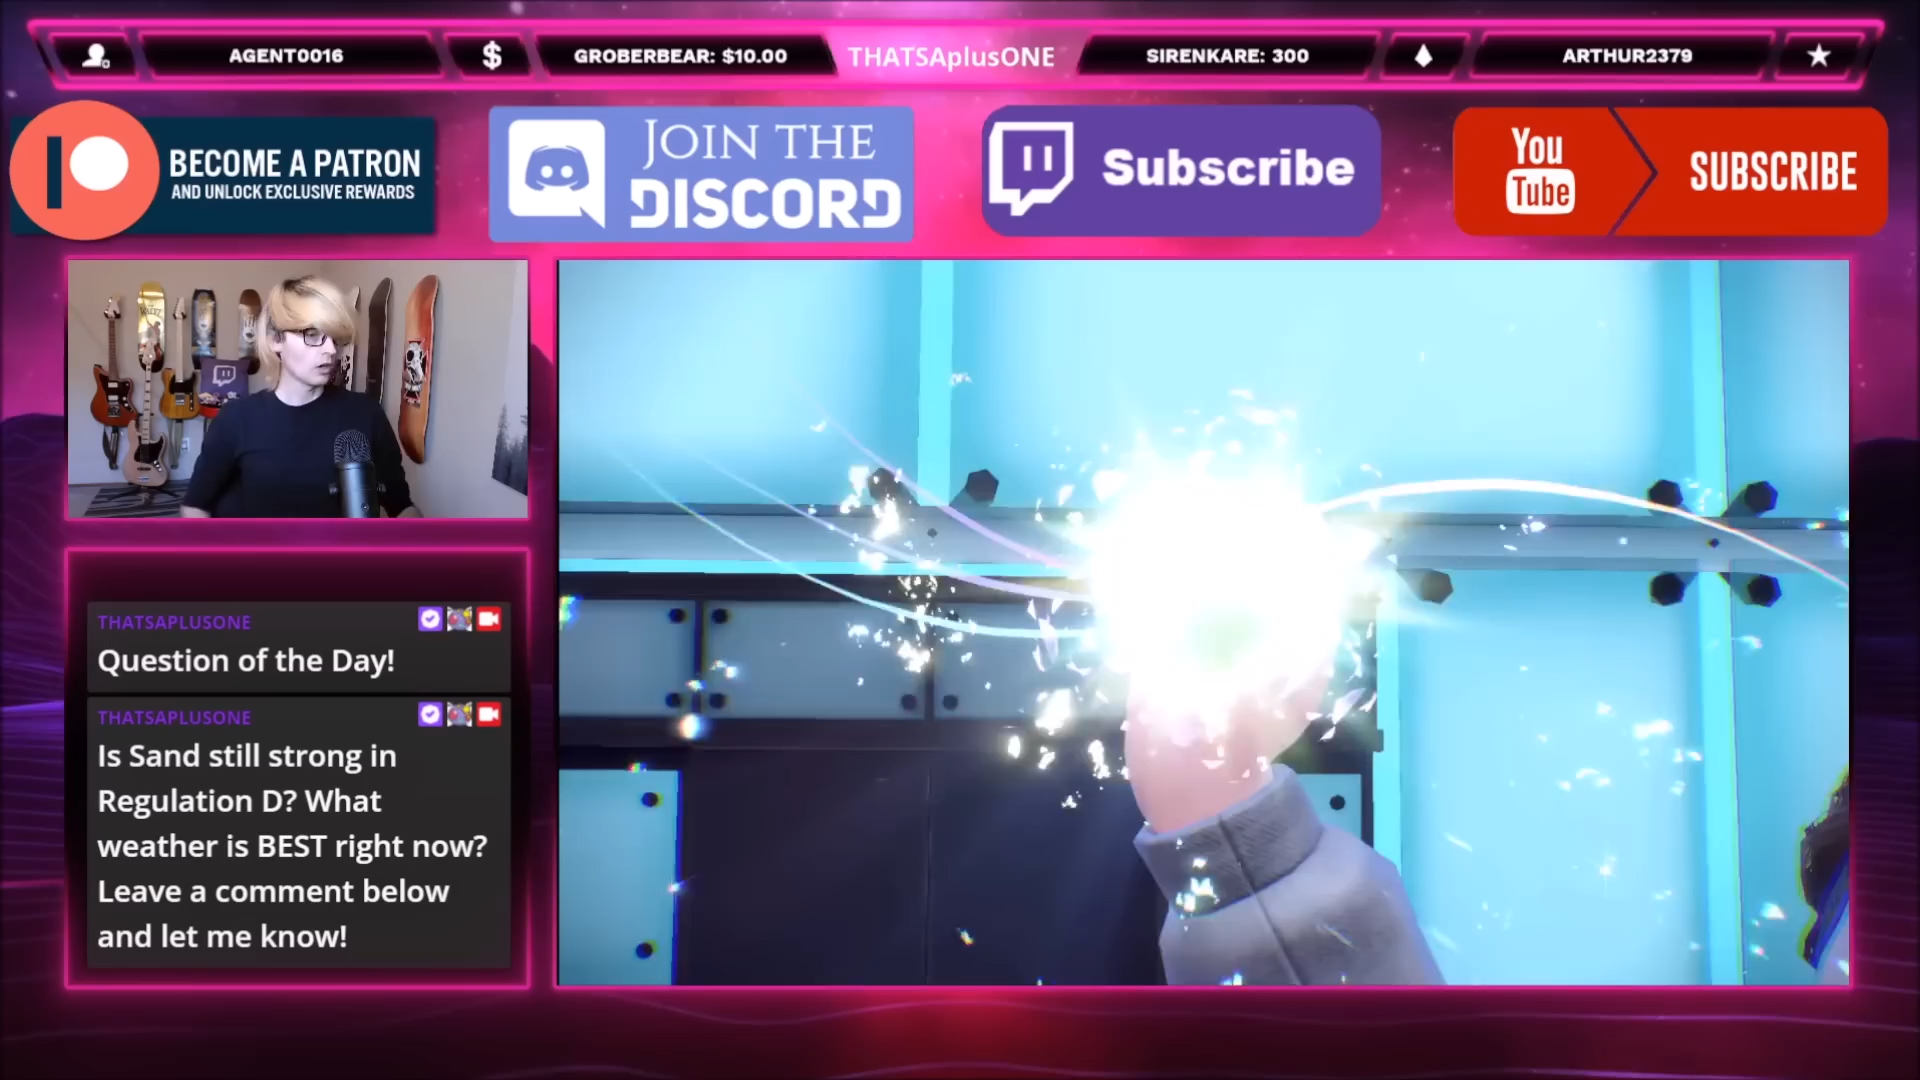 AGENT0016
$
GROBERBEAR: $10.00
THATSAplusONE
SIRENKARE: 300
ARTHUR2379
BECOME A PATRON
AND UNLOCK EXCLUSIVE REWARDS
JOIN THE
DISCORD
Subscribe
You
Tube
SUBSCRIBE
THATSAPLUSONE
Question of the Day!
THATSAPLUSONE
Is Sand still strong in
Regulation D? What
weather is BEST right now?
Leave a comment below
and let me know!